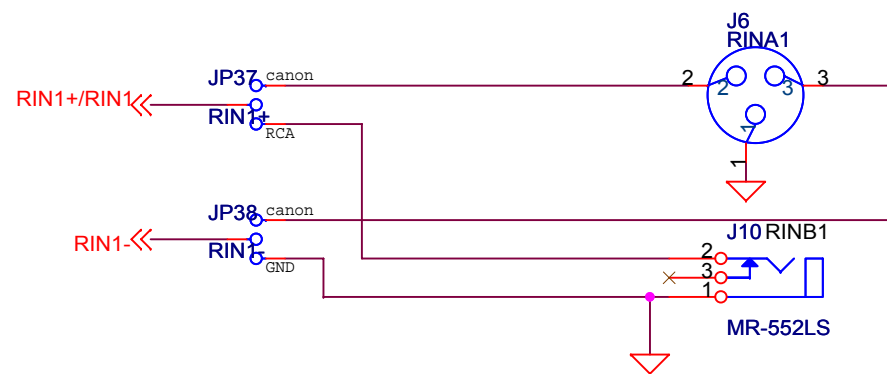 J6
RINA1
JP37 canon
2
3
2
3
RIN1+/RIN1
RIN1+
RCA
1
1
JP38 canon
RIN1-
RIN1-
GND
J10 RINB1
2
3
1
MR-552LS